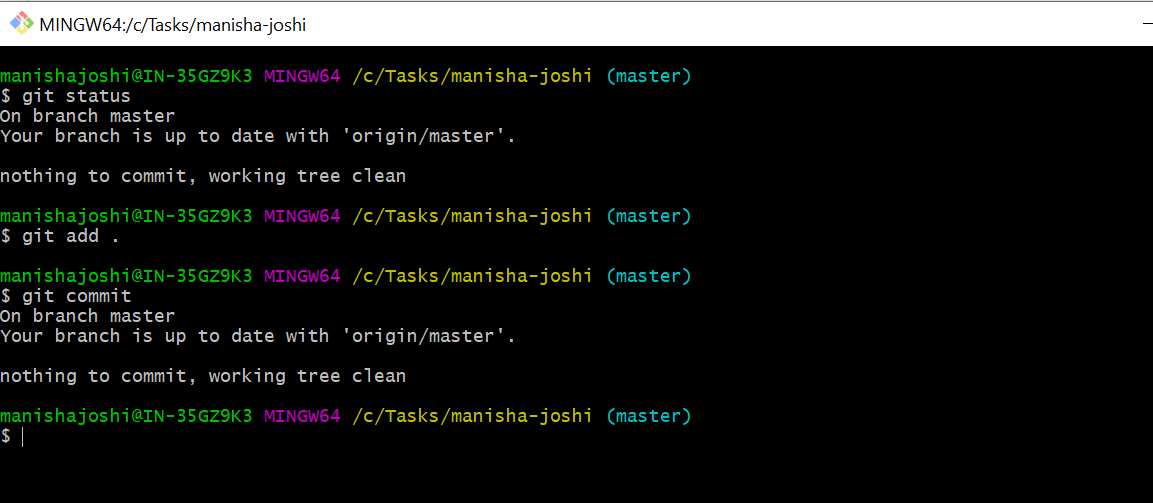 MINGW64:/c/Tasks/manisha-joshi
manishajoshi@IN-35GZ9K3 MINGW64 /c/Tasks/manisha-joshi (master)
$ git status
On branch master
Your branch is up to date with 'origin/master'.
nothing to commit, working tree clean
manishajoshi@IN-35GZ9K3 MINGW64 /c/Tasks/manisha-joshi (master)
$ git add .
manishajoshi@IN-35GZ9K3 MINGW64 /c/Tasks/manisha-joshi (master)
$ git commit
On branch master
Your branch is up to date with 'origin/master'.
nothing to commit, working tree clean
manishajoshi@IN-35GZ9K3 MINGW64 /c/Tasks/manisha-joshi (master)
$